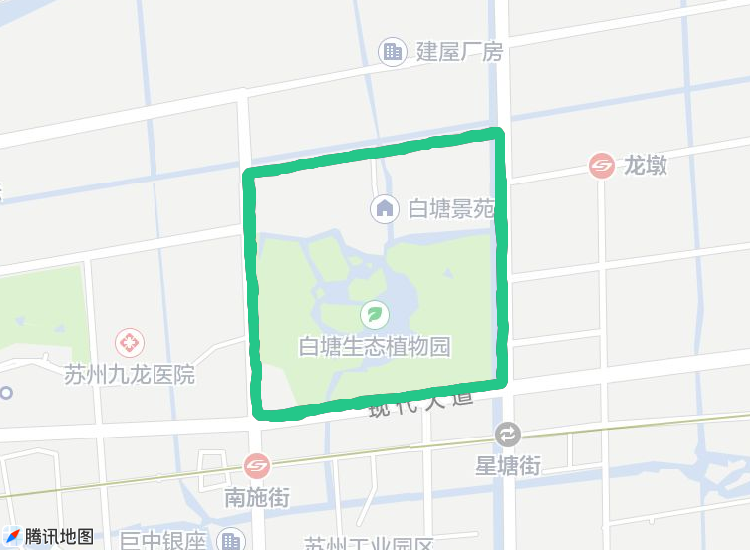 建屋厂房
龙墩
白塘景苑
白塘生态植物园
苏州九龙医院
现代大道
星塘街
南施街
腾讯地图
巨中银座
苏州工业园区